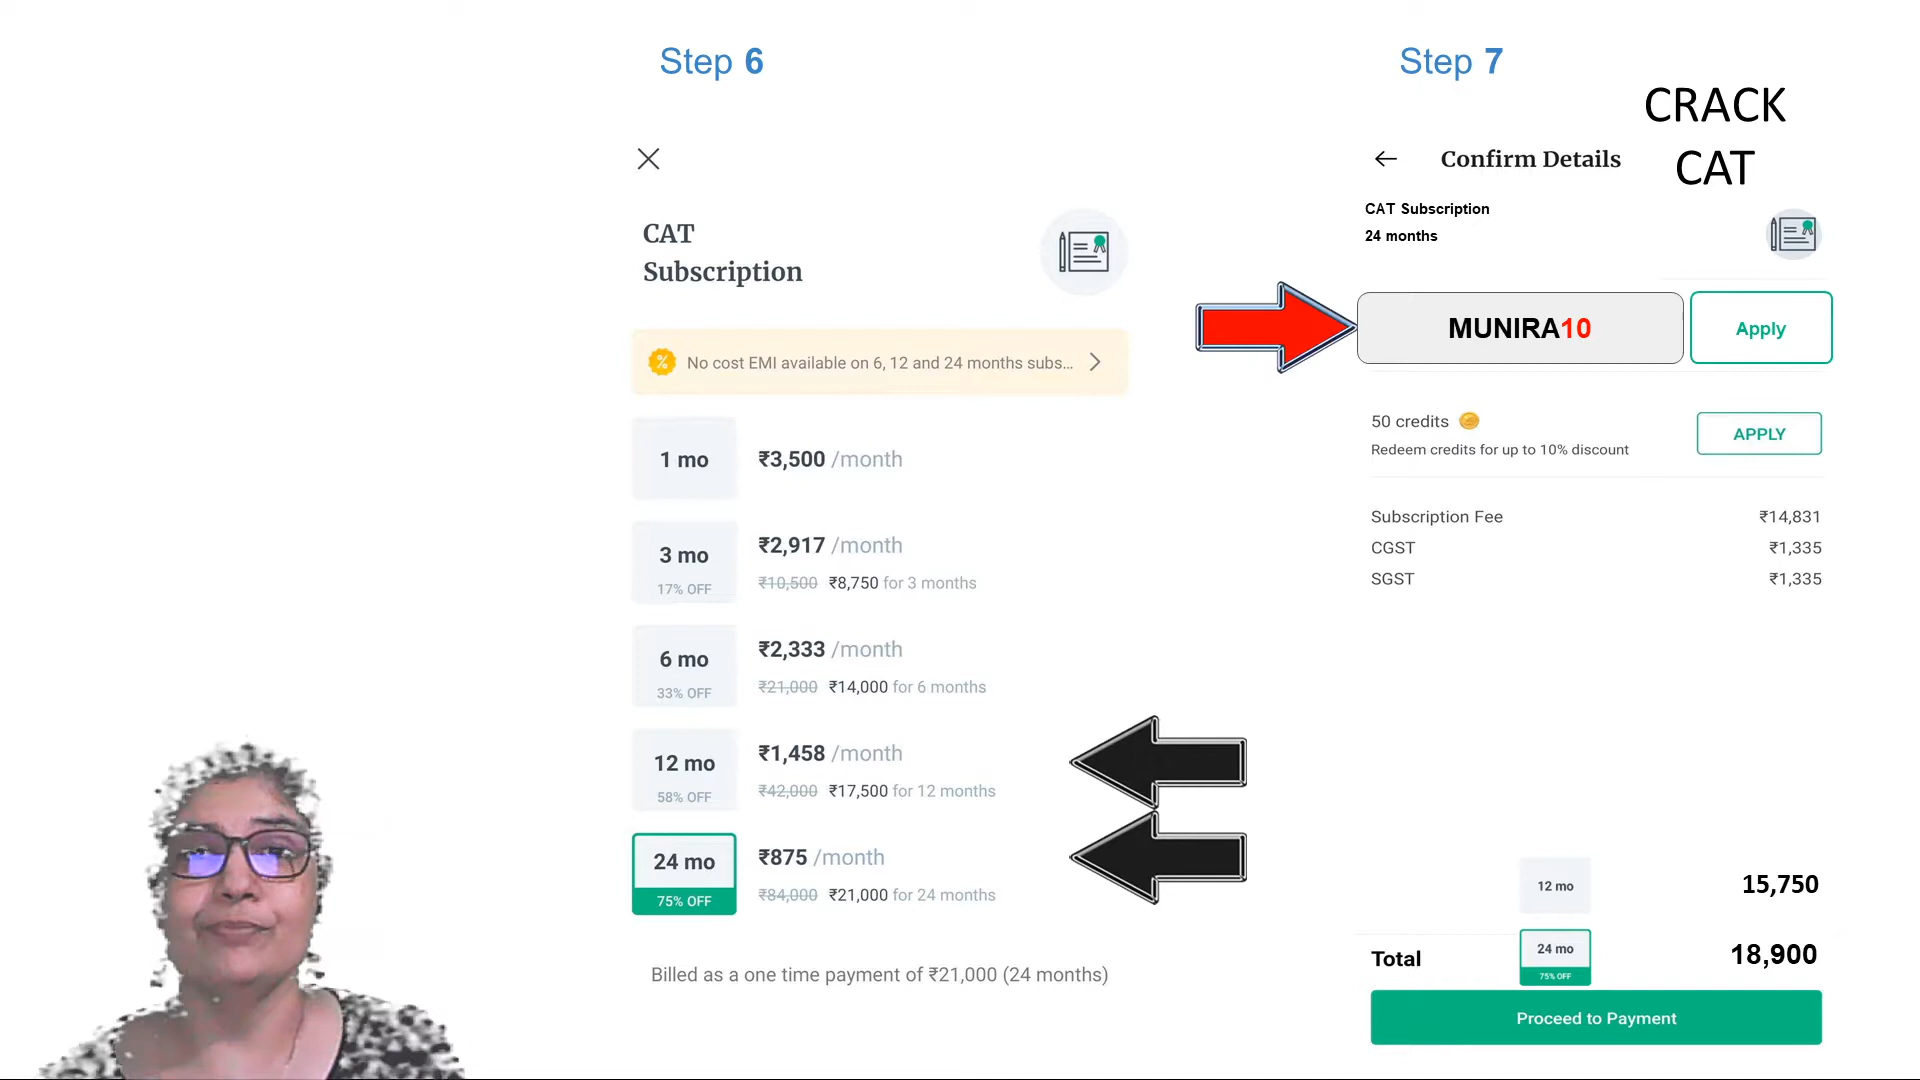 Step 6
CAT
Subscription
No cost EMI available on 6, 12 and 24 months subs...
1 mo
₹3,500 /month
3 mo
17% OFF
₹2,917 /month
₹10,500 ₹8,750 for 3 months
6 mo
33% OFF
₹2,333 /month
₹21,000 ₹14,000 for 6 months
12 mo
58% OFF
₹1,458 /month
₹42,000 ₹17,500 for 12 months
24 mo
75% OFF
₹875 /month
₹84,000 ₹21,000 for 24 months
Billed as a one time payment of ₹21,000 (24 months)
Step 7
CRACK
CAT
Confirm Details
CAT Subscription
24 months
MUNIRA10
Apply
50 credits
Redeem credits for up to 10% discount
APPLY
Subscription Fee ₹14,831
CGST ₹1,335
SGST ₹1,335
12 mo 15,750
Total 24 mo 18,900
75% OFF
Proceed to Payment